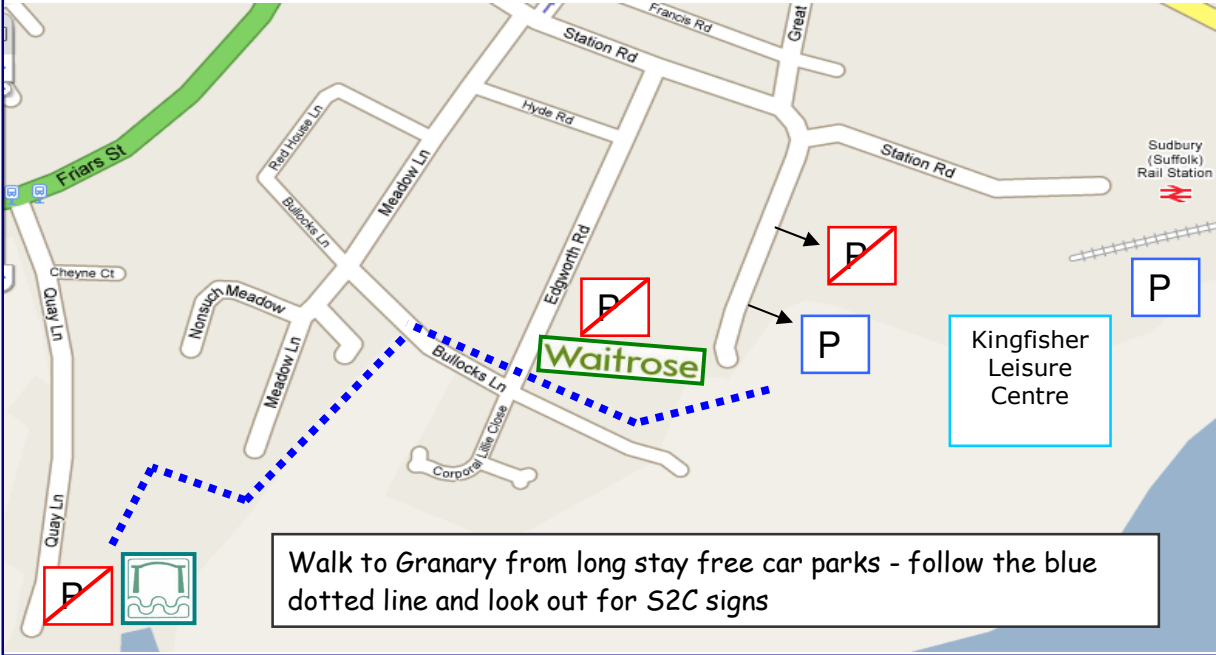 Francis Rd
Great
Station Rd
Hyde Rd
Red House Ln
Meadow Ln
Station Rd
Sudbury
(Suffolk)
Rail Station
Friars St
Bullocks Ln
Edgworth Rd
P
P
Cheyne Ct
Nonsuch Meadow
Quay Ln
P
P
Kingfisher
Leisure
Centre
Waitrose
Bullocks Ln
Meadow Ln
Corporal Lillie Close
Quay Ln
P
Walk to Granary from long stay free car parks - follow the blue
dotted line and look out for S2C signs